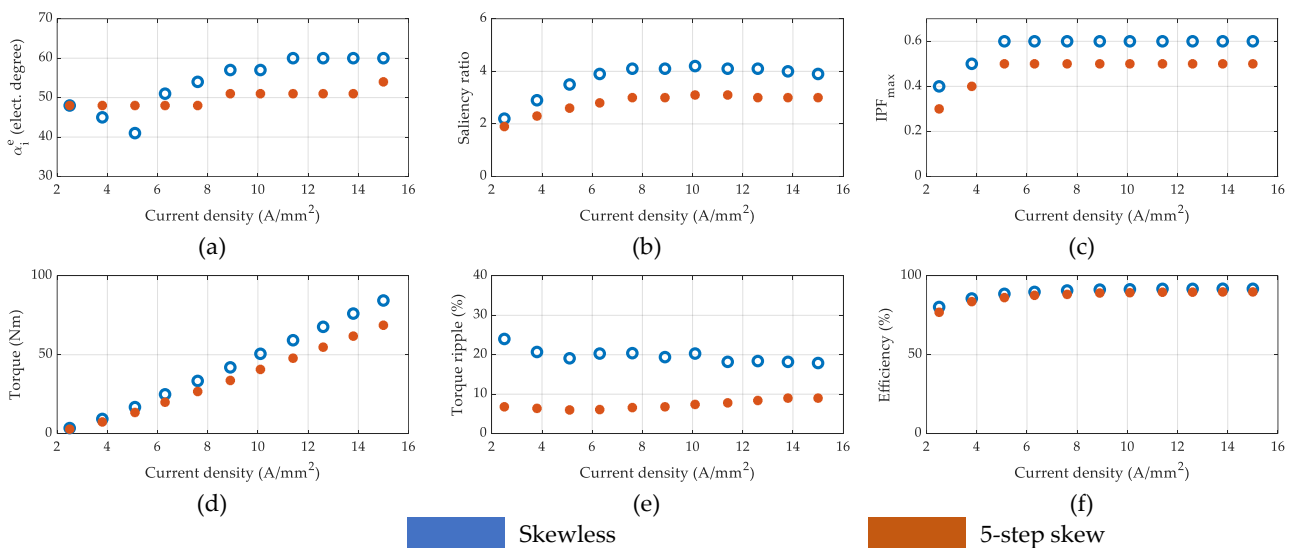 70
60
50
40
30
2 4 6 8 10 12 14 16
α_i^e (elect. degree)
Current density (A/mm²)
(a)
6
4
2
0
2 4 6 8 10 12 14 16
Saliency ratio
Current density (A/mm²)
(b)
0.6
0.4
0.2
0
2 4 6 8 10 12 14 16
IPF_max
Current density (A/mm²)
(c)
100
50
0
2 4 6 8 10 12 14 16
Torque (Nm)
Current density (A/mm²)
(d)
40
30
20
10
0
2 4 6 8 10 12 14 16
Torque ripple (%)
Current density (A/mm²)
(e)
100
50
0
2 4 6 8 10 12 14 16
Efficiency (%)
Current density (A/mm²)
(f)
Skewless
5-step skew